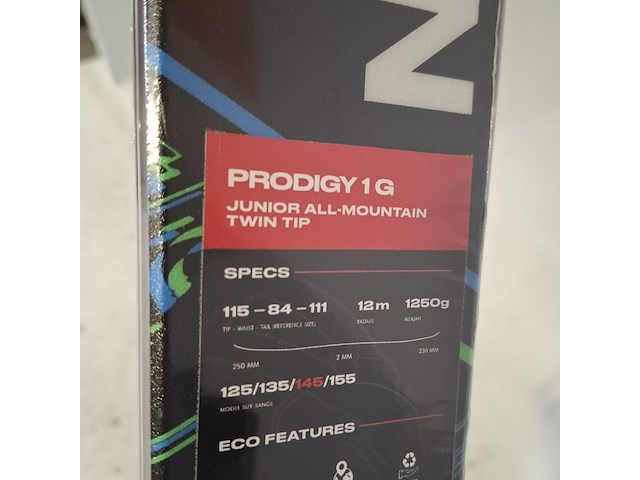 N
PRODIGY 1 G
JUNIOR ALL-MOUNTAIN
TWIN TIP
SPECS
115 – 84 – 111 12m 1250g
TIP - WAIST - TAIL (REFERENCE SIZE) RADIUS WEIGHT
250 MM 2 MM 230 MM
125/135/145/155
MODEL SIZE RANGE
ECO FEATURES